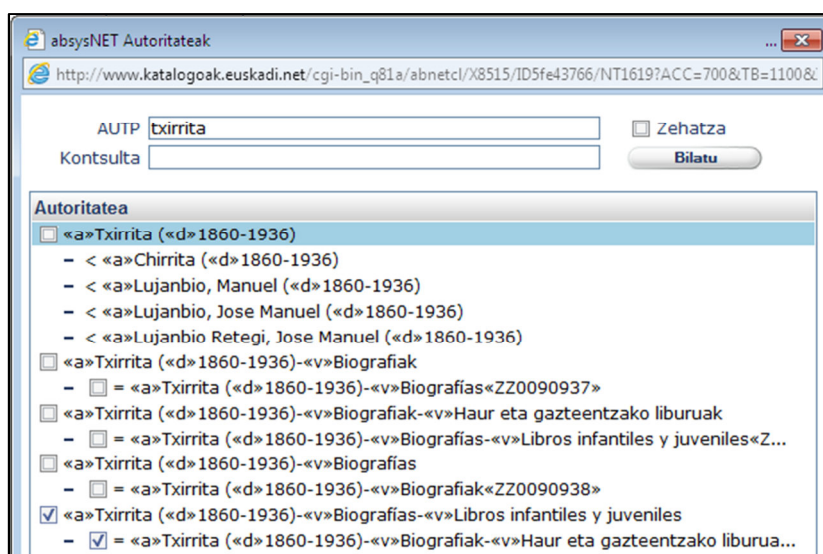 absysNET Autoritateak ...
http://www.katalogoak.euskadi.net/cgi-bin_q81a/abnetcl/X8515/ID5fe43766/NT1619?ACC=700&TB=1100&
AUTP txirrita Zehatza
Kontsulta Bilatu
Autoritatea
«a»Txirrita («d»1860-1936)
– < «a»Chirrita («d»1860-1936)
– < «a»Lujanbio, Manuel («d»1860-1936)
– < «a»Lujanbio, Jose Manuel («d»1860-1936)
– < «a»Lujanbio Retegi, Jose Manuel («d»1860-1936)
«a»Txirrita («d»1860-1936)-«v»Biografiak
– = «a»Txirrita («d»1860-1936)-«v»Biografías«ZZ0090937»
«a»Txirrita («d»1860-1936)-«v»Biografiak-«v»Haur eta gazteentzako liburuak
– = «a»Txirrita («d»1860-1936)-«v»Biografías-«v»Libros infantiles y juveniles«Z...
«a»Txirrita («d»1860-1936)-«v»Biografías
– = «a»Txirrita («d»1860-1936)-«v»Biografiak«ZZ0090938»
«a»Txirrita («d»1860-1936)-«v»Biografías-«v»Libros infantiles y juveniles
– = «a»Txirrita («d»1860-1936)-«v»Biografiak-«v»Haur eta gazteentzako liburua...